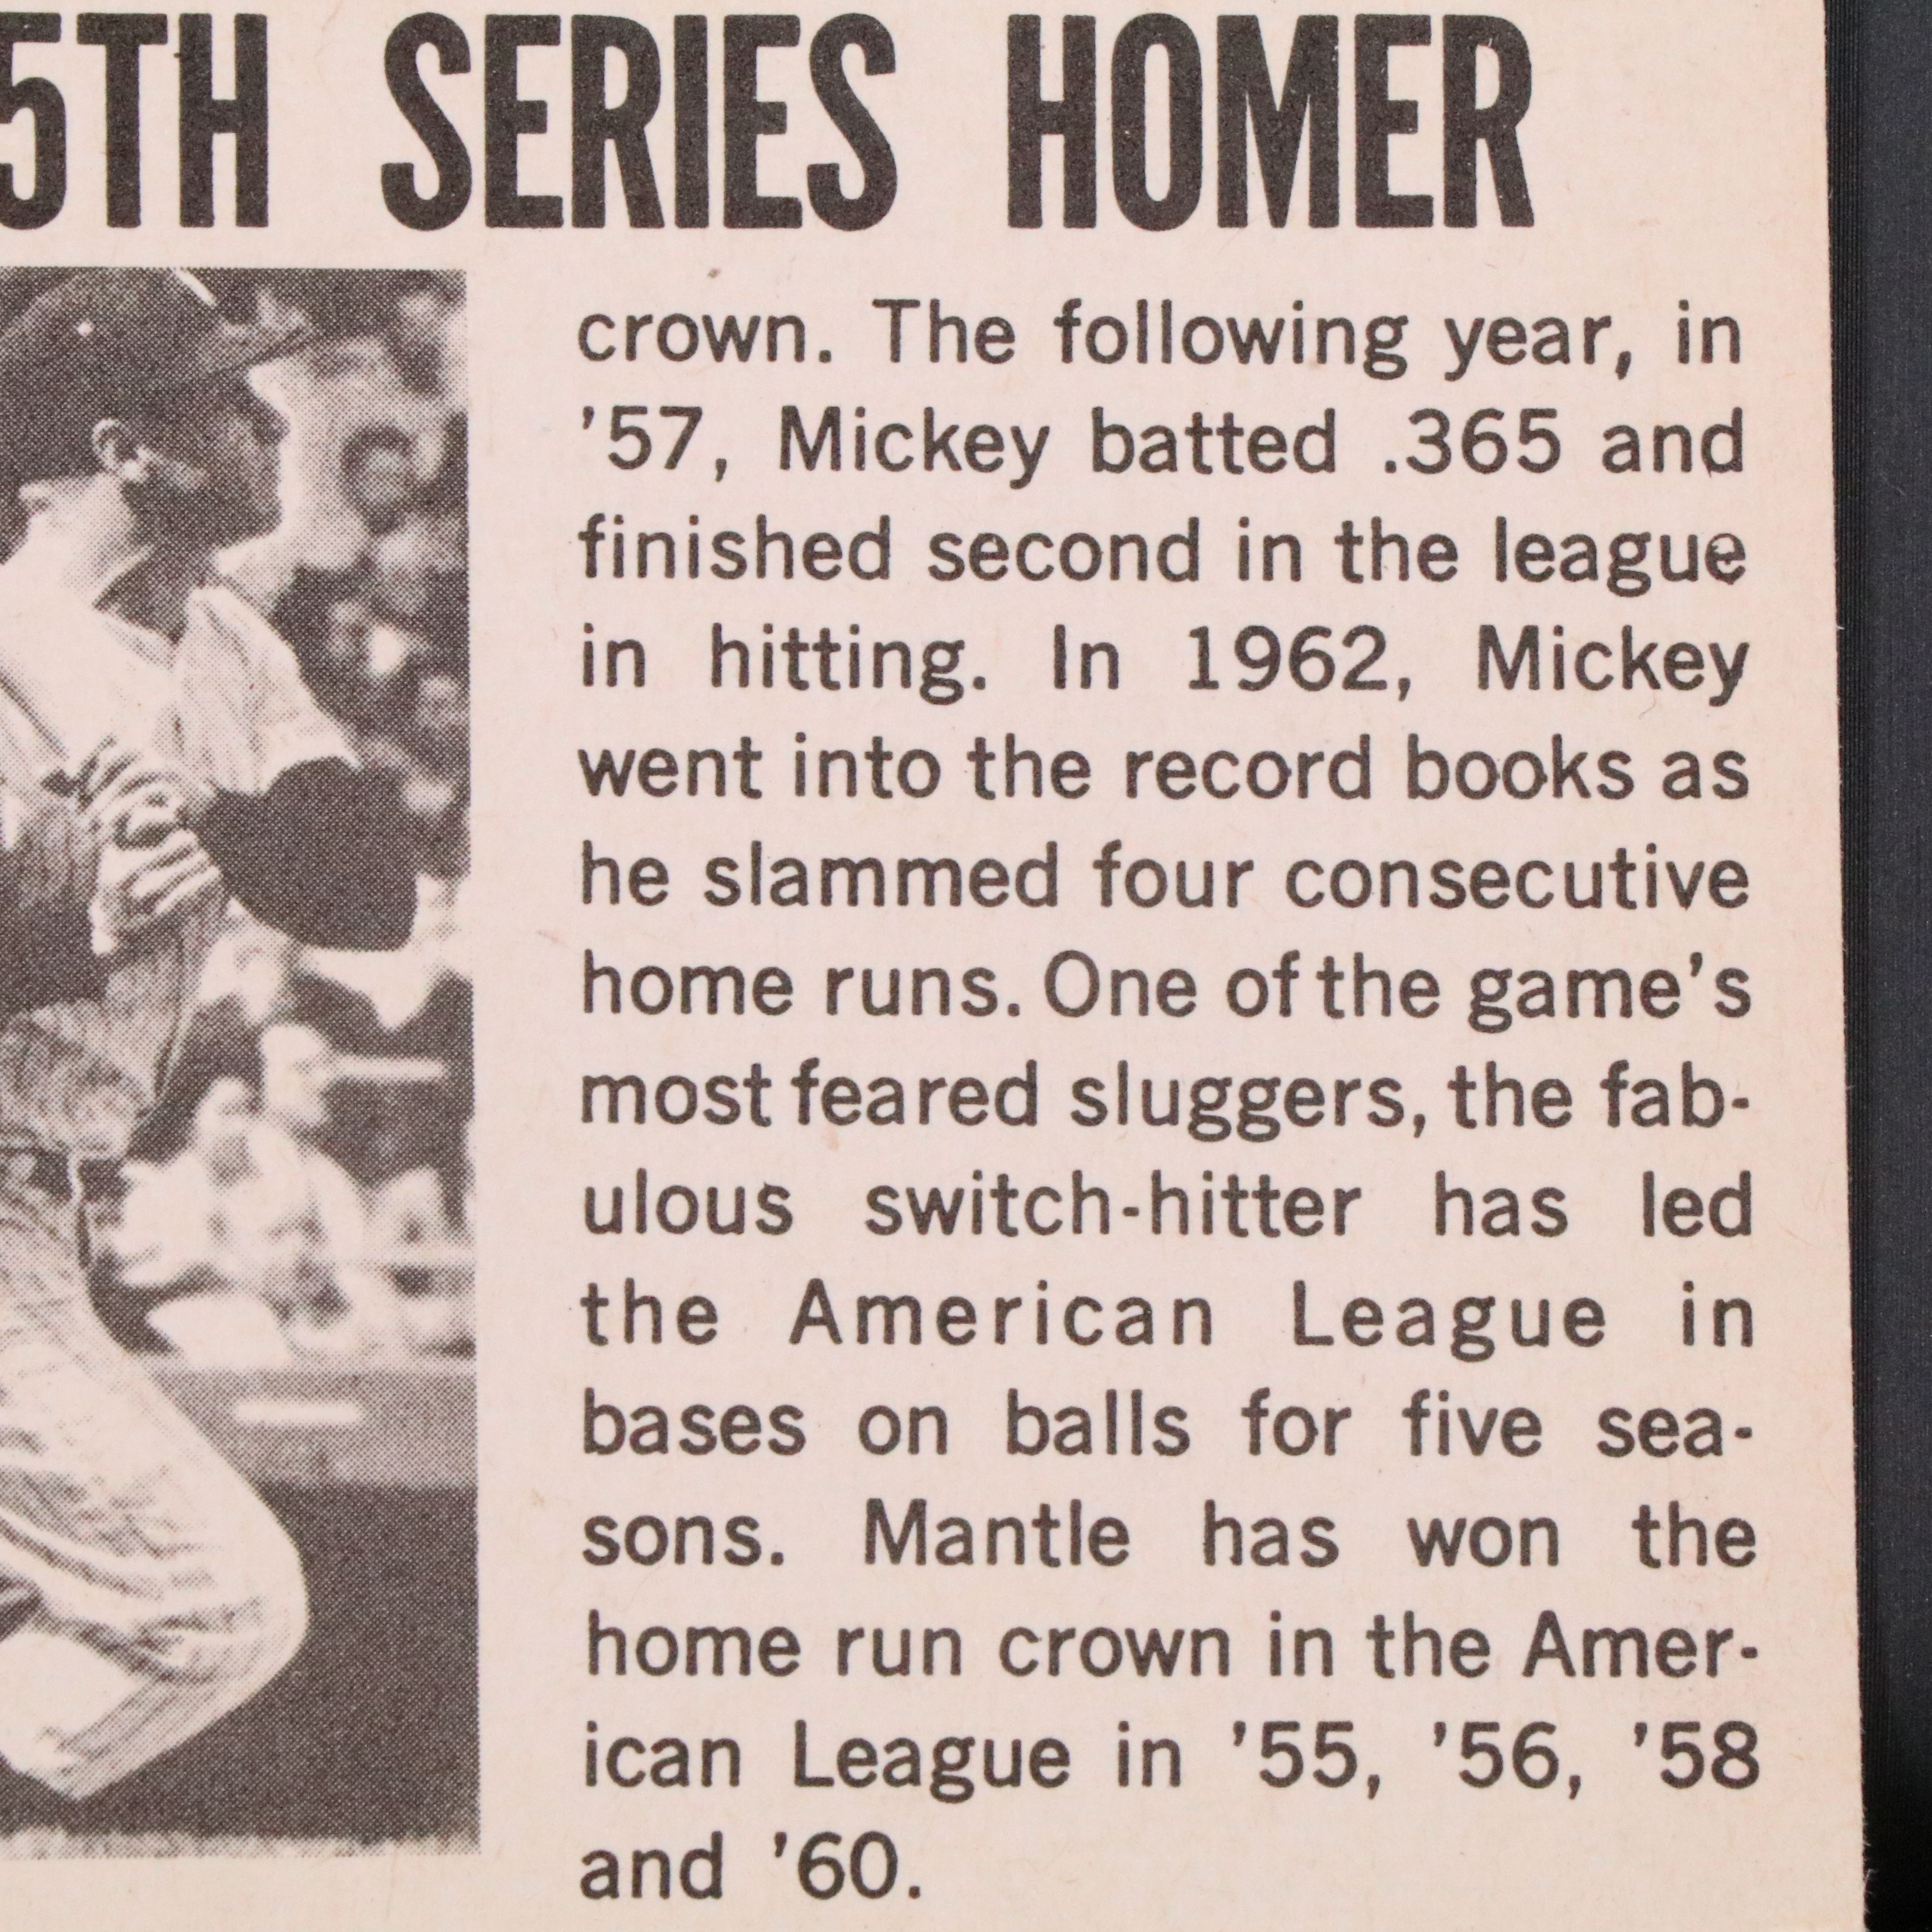 5TH SERIES HOMER
crown. The following year, in
’57, Mickey batted .365 and
finished second in the league
in hitting. In 1962, Mickey
went into the record books as
he slammed four consecutive
home runs. One of the game’s
most feared sluggers, the fab-
ulous switch-hitter has led
the American League in
bases on balls for five sea-
sons. Mantle has won the
home run crown in the Amer-
ican League in ’55, ’56, ’58
and ’60.